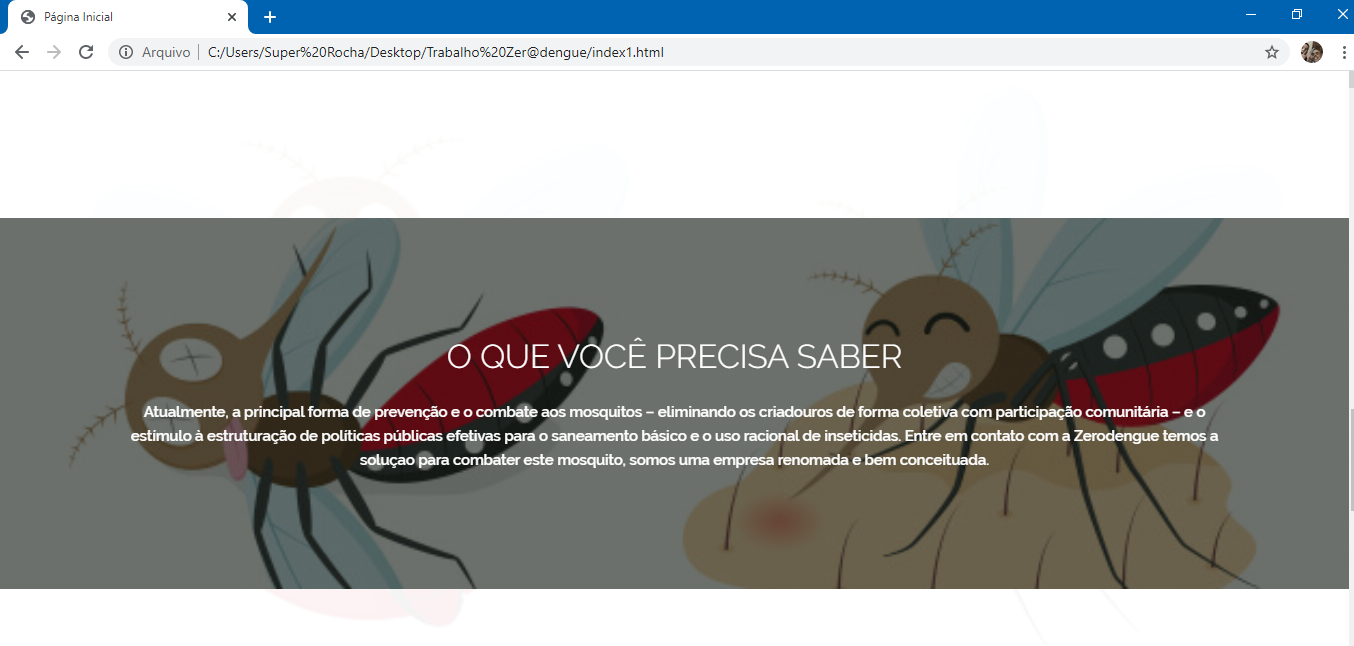 Página Inicial
Arquivo | C:/Users/Super%20Rocha/Desktop/Trabalho%20Zer@dengue/index1.html
O QUE VOCÊ PRECISA SABER
Atualmente, a principal forma de prevenção e o combate aos mosquitos – eliminando os criadouros de forma coletiva com participação comunitária – e o
estímulo à estruturação de políticas públicas efetivas para o saneamento básico e o uso racional de inseticidas. Entre em contato com a Zerodengue temos a
soluçao para combater este mosquito, somos uma empresa renomada e bem conceituada.